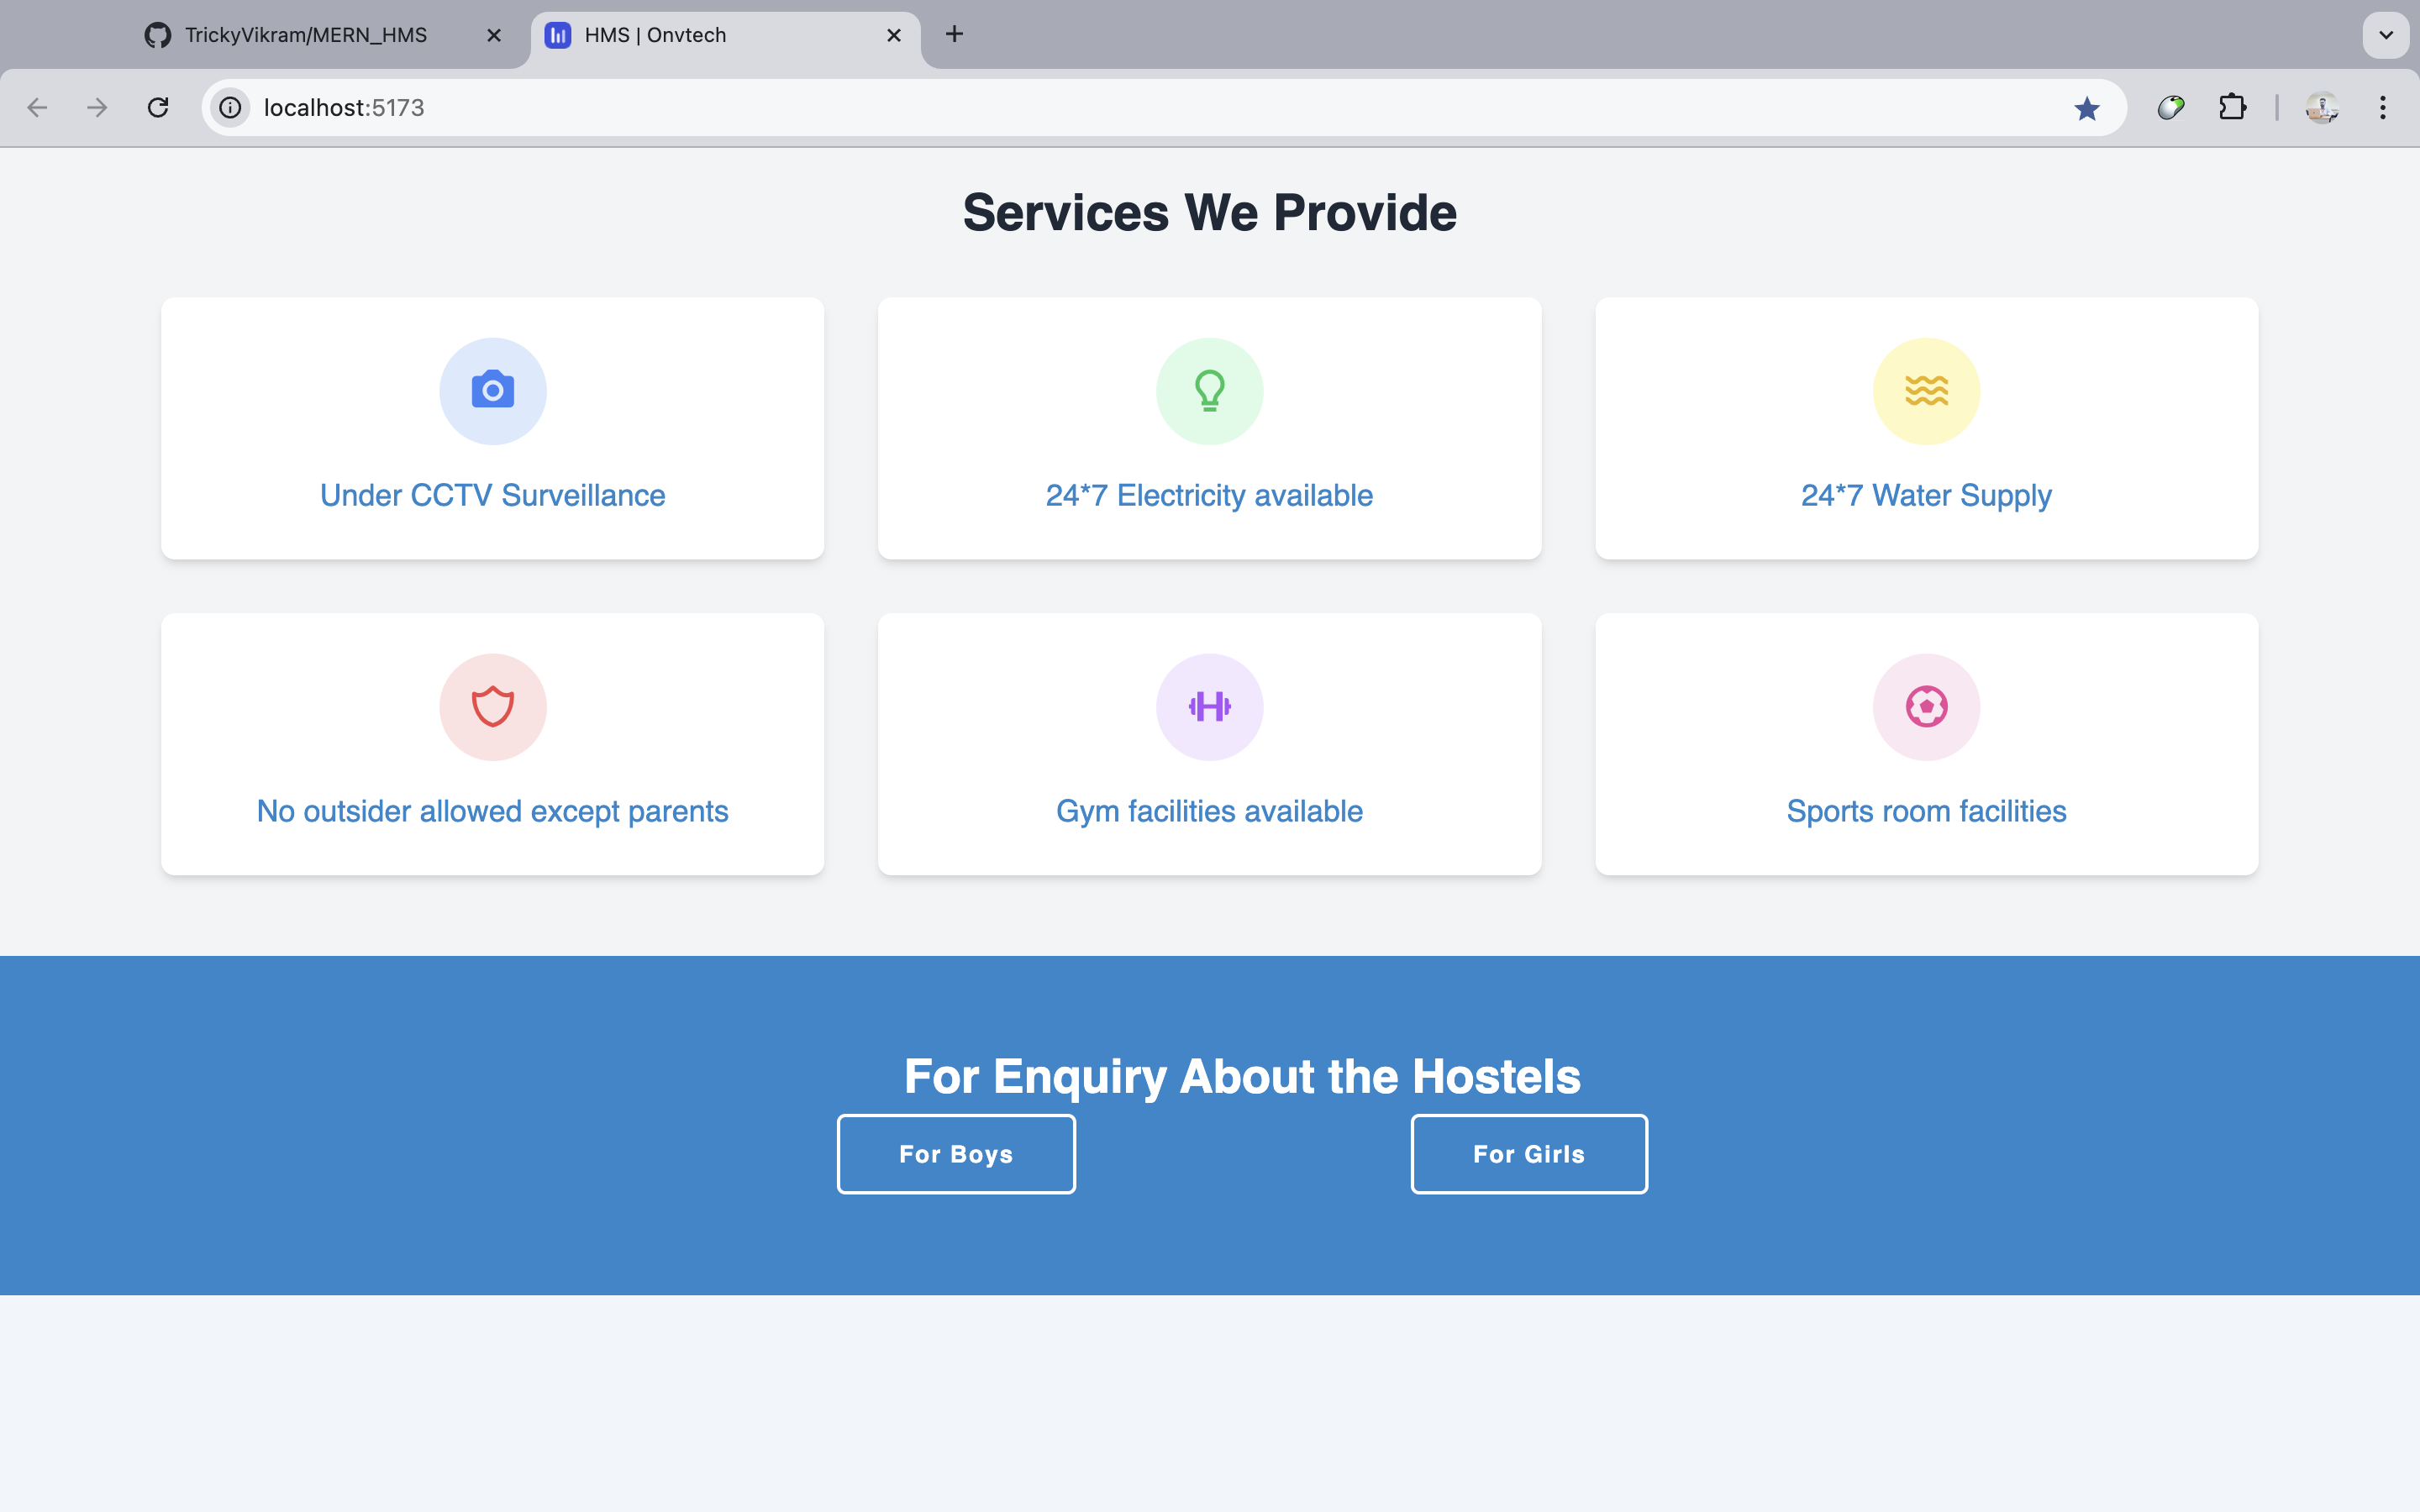 TrickyVikram/MERN_HMS
HMS | Onvtech
localhost:5173
Services We Provide
Under CCTV Surveillance
24*7 Electricity available
24*7 Water Supply
No outsider allowed except parents
Gym facilities available
Sports room facilities
For Enquiry About the Hostels
For Boys
For Girls